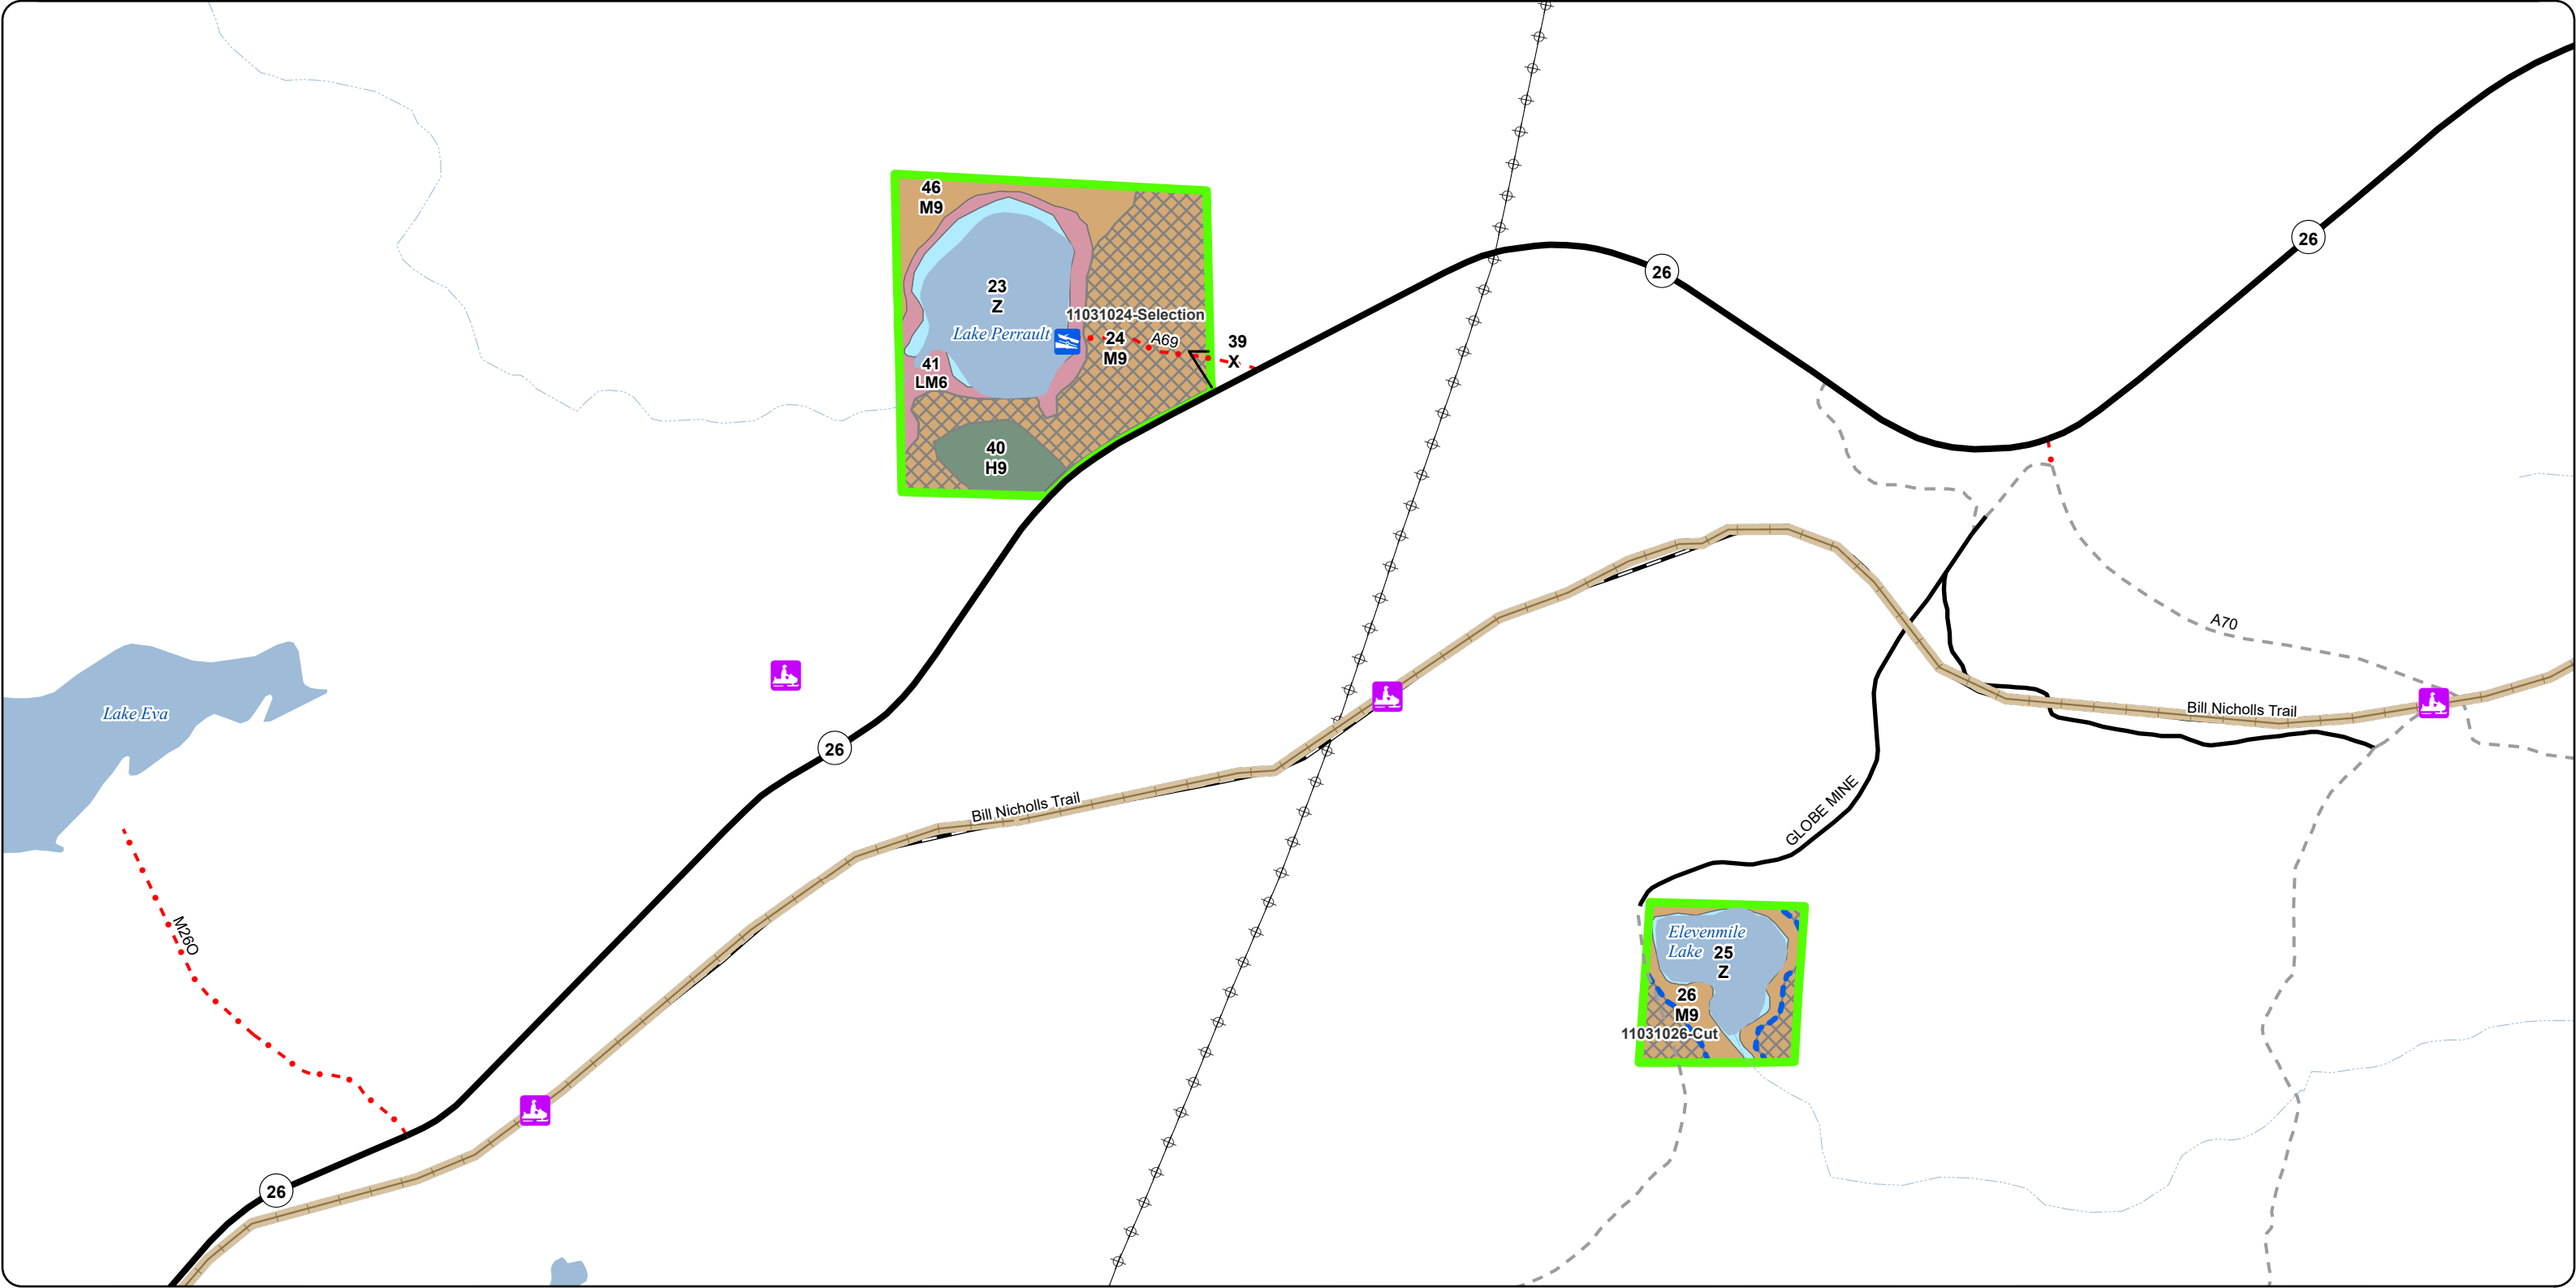 46
M9
23
Z
Lake Perrault
11031024-Selection
24
M9
A69
39
X
41
LM6
40
H9
26
26
A70
Lake Eva
26
Bill Nicholls Trail
Bill Nicholls Trail
GLOBE MINE
M26O
Elevenmile
Lake
25
Z
26
M9
11031026-Cut
26